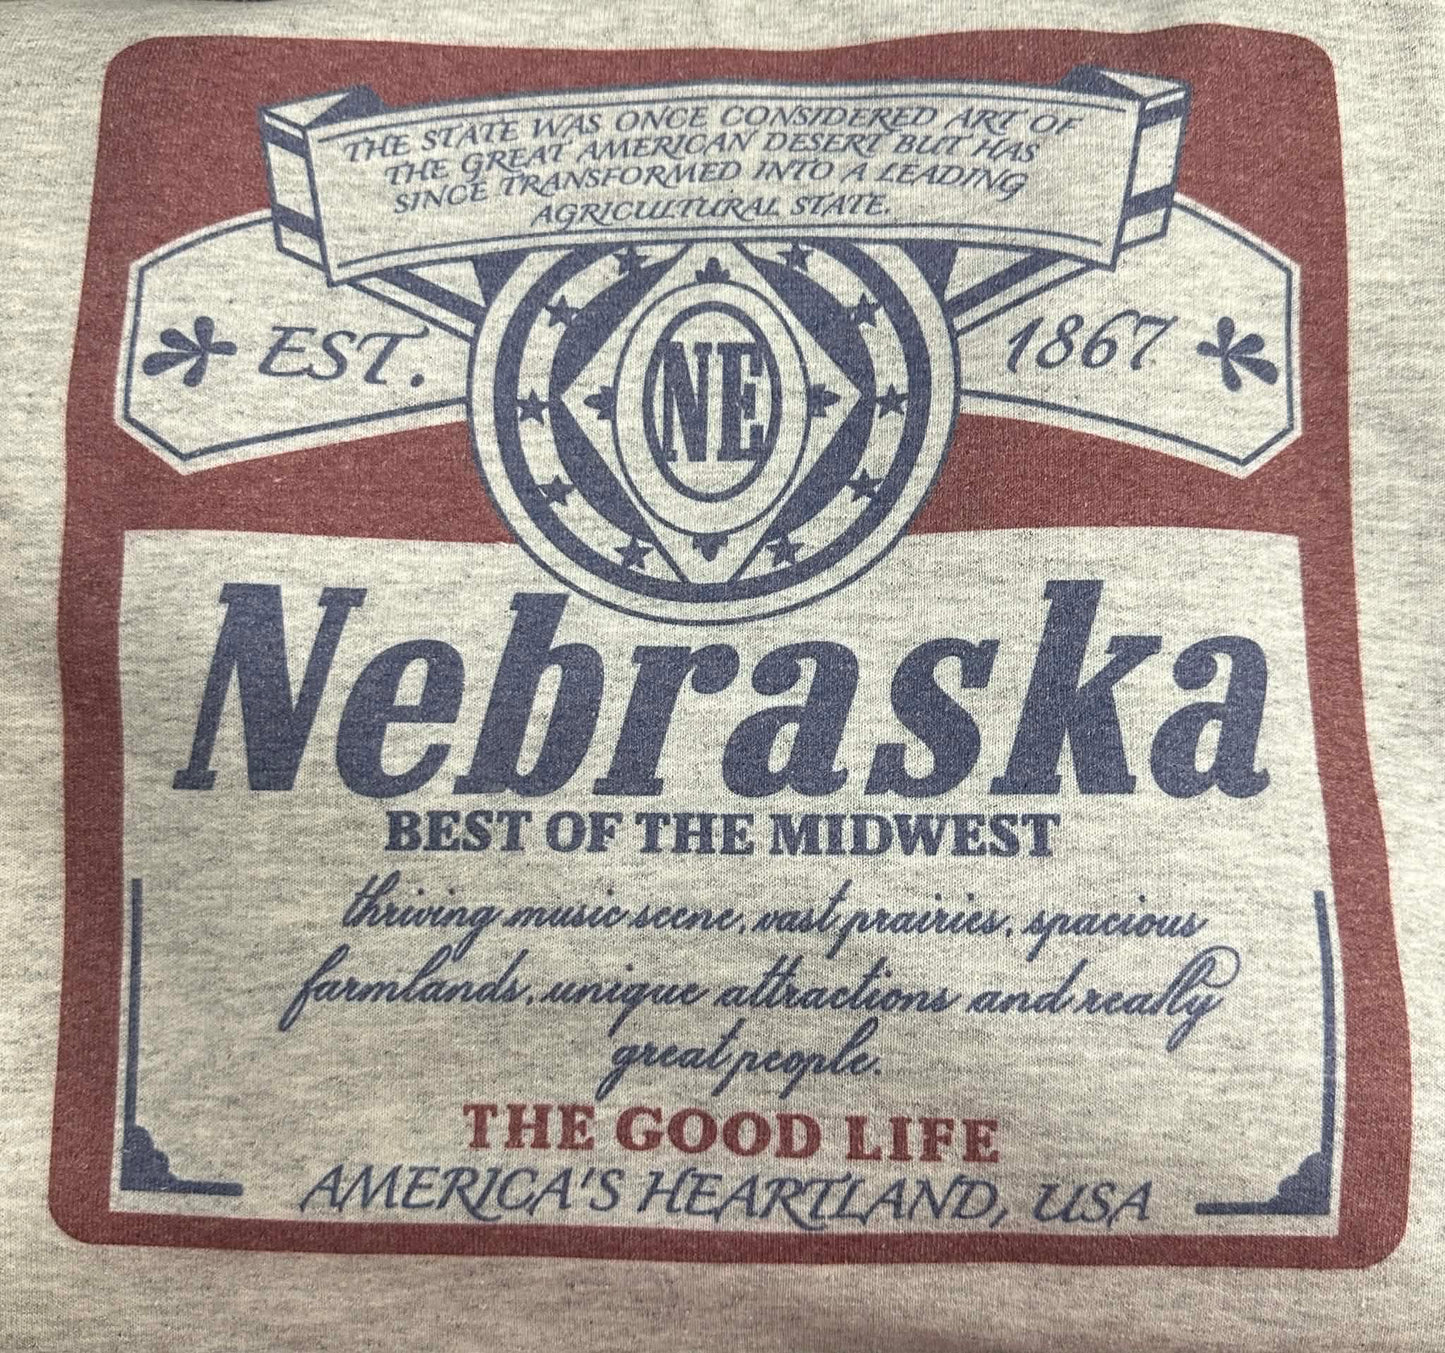 THE STATE WAS ONCE CONSIDERED ART OF
THE GREAT AMERICAN DESERT BUT HAS
SINCE TRANSFORMED INTO A LEADING
AGRICULTURAL STATE.
EST.
1867
NE
Nebraska
BEST OF THE MIDWEST
thriving music scene, vast prairies, spacious
farmlands, unique attractions and really
great people.
THE GOOD LIFE
AMERICA'S HEARTLAND, USA